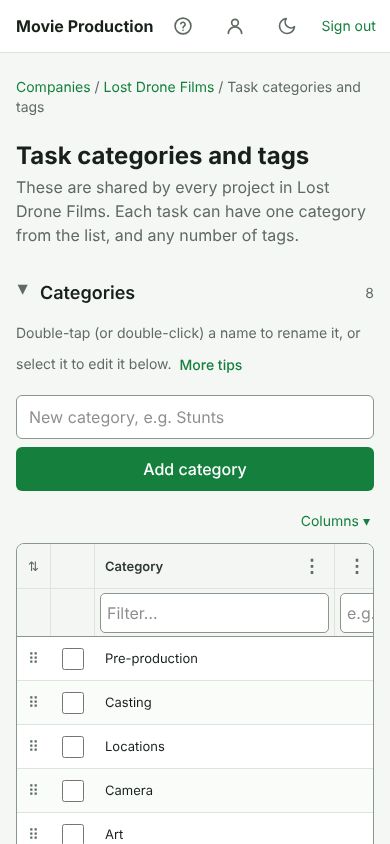 Movie Production Sign out
Companies / Lost Drone Films / Task categories and
tags
Task categories and tags
These are shared by every project in Lost
Drone Films. Each task can have one category
from the list, and any number of tags.
▼ Categories 8
Double-tap (or double-click) a name to rename it, or
select it to edit it below. More tips
New category, e.g. Stunts
Add category
Columns ▾
⇅ Category ⋮ ⋮
Filter... e.g.
Pre-production
Casting
Locations
Camera
Art